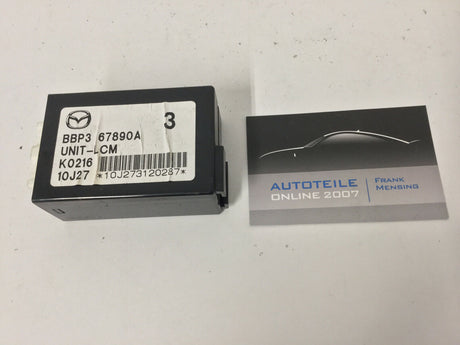 BBP3 67890A 3
UNIT-LCM
K0216
10J27 *10J273120287*
AUTOTEILE
ONLINE 2007
FRANK
MENSING